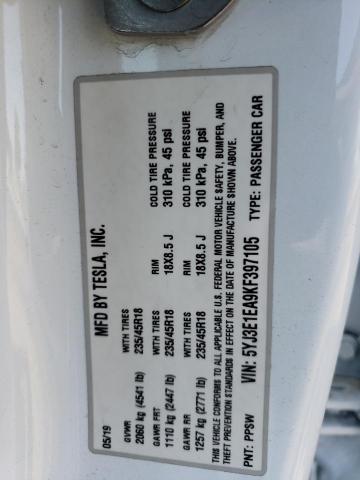 MFD BY TESLA, INC.
05/19
GVWR WITH TIRES RIM COLD TIRE PRESSURE
2060 kg (4541 lb) 235/45R18 18X8.5 J 310 kPa, 45 psi
GAWR FRT WITH TIRES RIM COLD TIRE PRESSURE
1110 kg (2447 lb) 235/45R18 18X8.5 J 310 kPa, 45 psi
GAWR RR WITH TIRES RIM COLD TIRE PRESSURE
1257 kg (2771 lb) 235/45R18 18X8.5 J 310 kPa, 45 psi
THIS VEHICLE CONFORMS TO ALL APPLICABLE U.S. FEDERAL MOTOR VEHICLE SAFETY, BUMPER, AND
THEFT PREVENTION STANDARDS IN EFFECT ON THE DATE OF MANUFACTURE SHOWN ABOVE.
VIN: 5YJ3E1EA9KF397105
PNT: PPSW TYPE: PASSENGER CAR